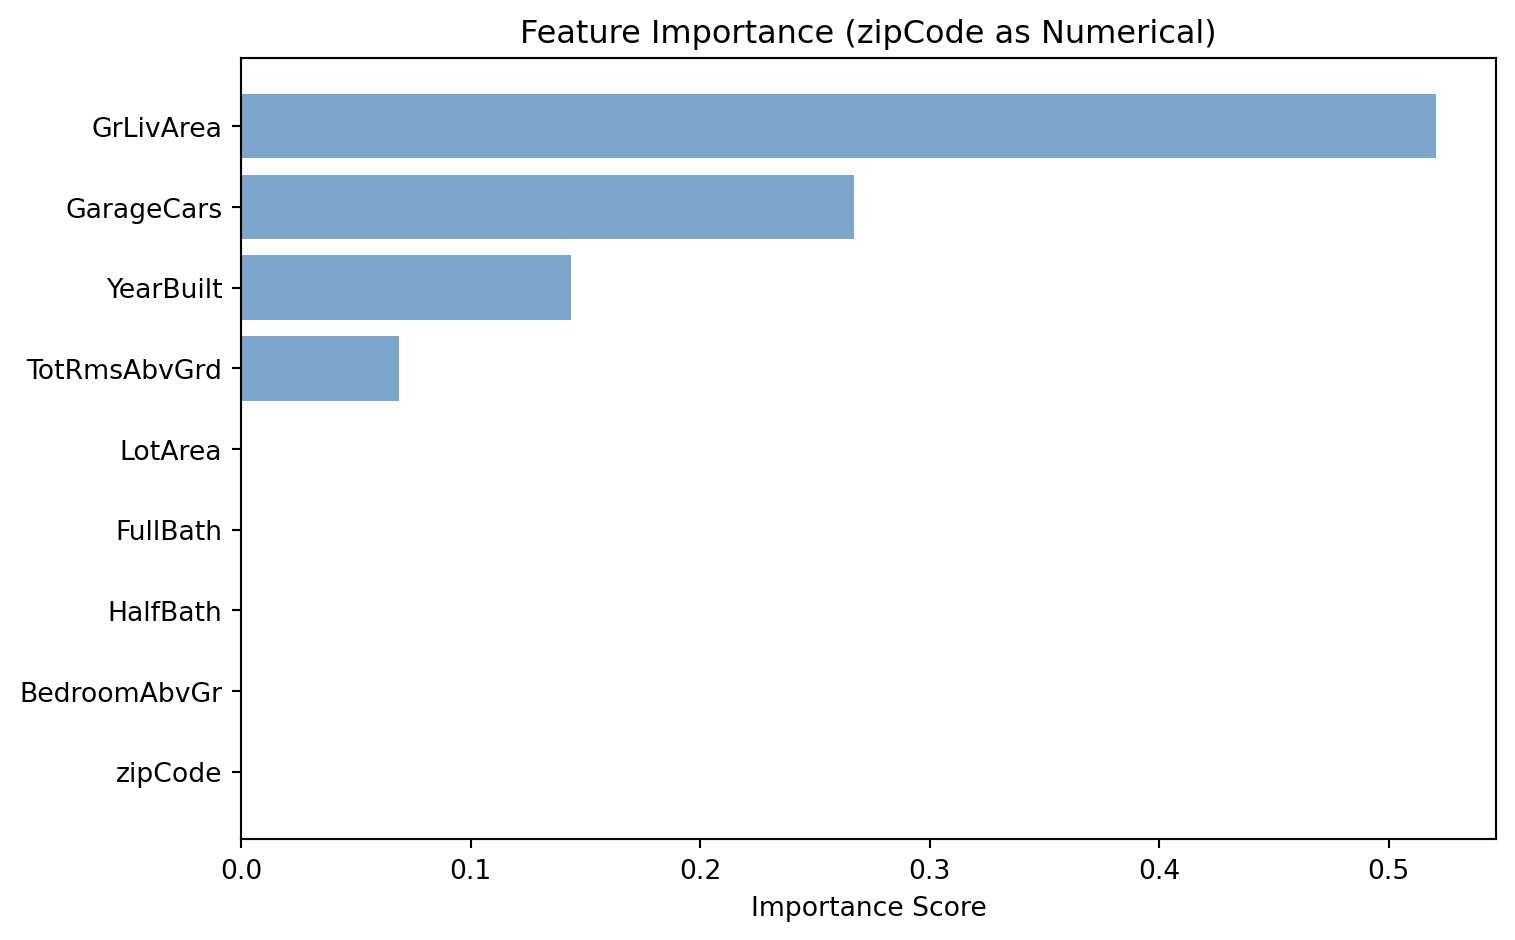 Feature Importance (zipCode as Numerical)
GrLivArea
GarageCars
YearBuilt
TotRmsAbvGrd
LotArea
FullBath
HalfBath
BedroomAbvGr
zipCode
0.0 0.1 0.2 0.3 0.4 0.5
Importance Score